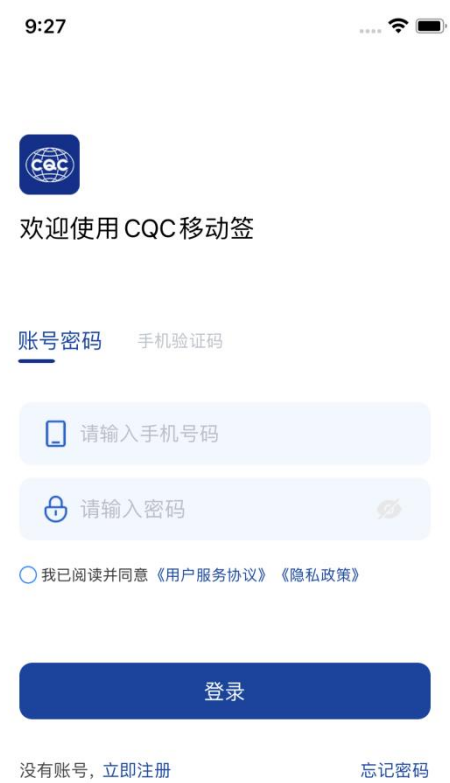 9:27
CQC
欢迎使用CQC移动签
账号密码 手机验证码
请输入手机号码
请输入密码
我已阅读并同意《用户服务协议》《隐私政策》
登录
没有账号, 立即注册 忘记密码